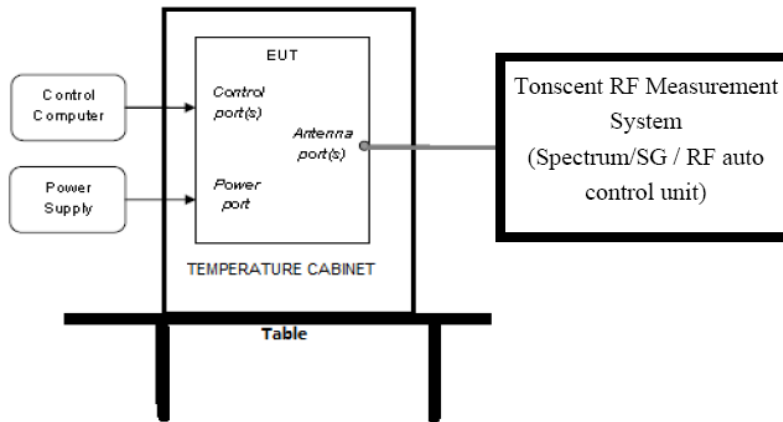 EUT
Control
Computer
Control
port(s)
Antenna
port(s)
Power
Supply
Power
port
TEMPERATURE CABINET
Table
Tonscent RF Measurement
System
(Spectrum/SG / RF auto
control unit)